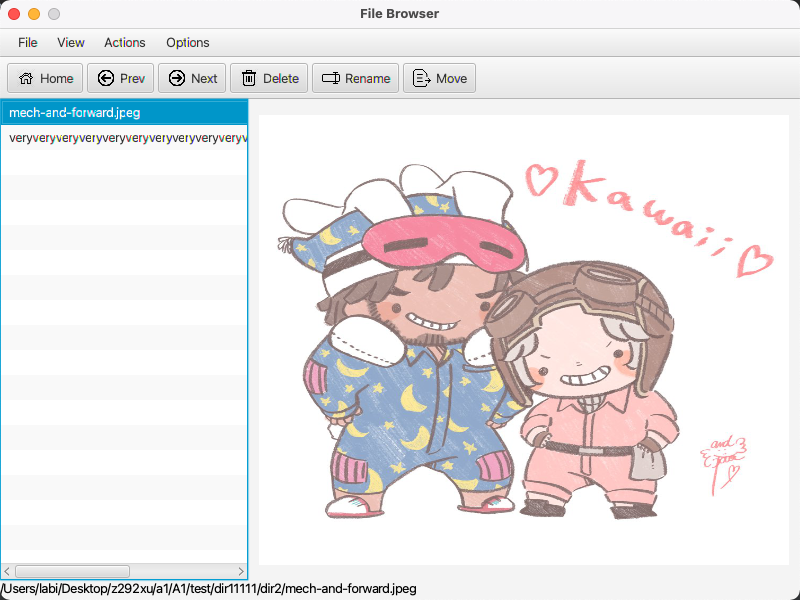 File Browser
File View Actions Options
Home Prev Next Delete Rename Move
mech-and-forward.jpeg
veryveryveryveryveryveryveryveryveryveryv
Kawaii
and
/Users/labi/Desktop/z292xu/a1/A1/test/dir11111/dir2/mech-and-forward.jpeg